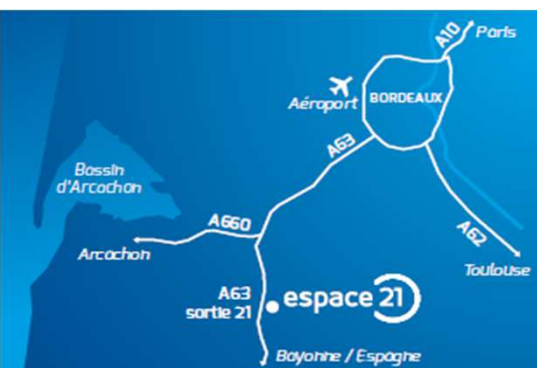 A10
Paris
Aéroport
BORDEAUX
A63
Bassin
d'Arcachon
A660
A62
Arcachon
Toulouse
A63
sortie 21
espace 21
Bayonne / Espagne